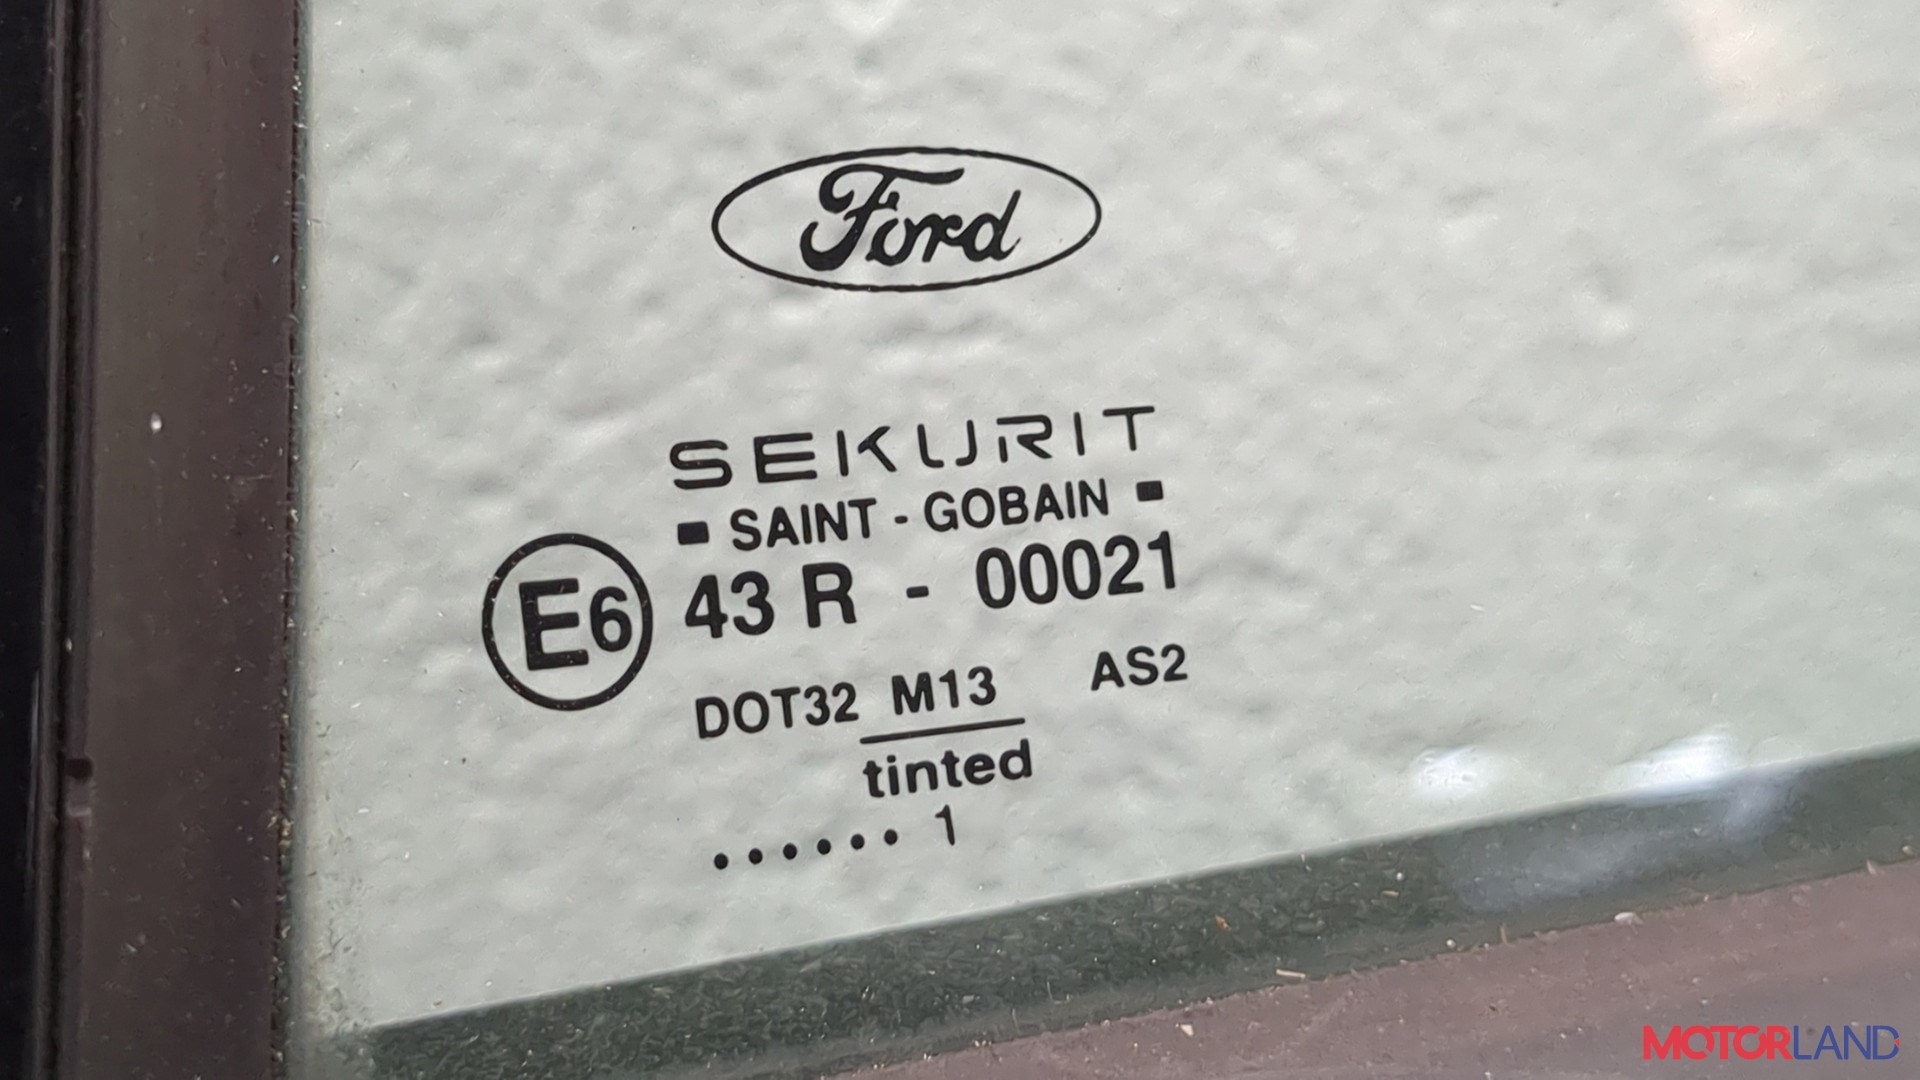 Ford
SEKURIT
▪ SAINT - GOBAIN ▪
E6 43 R - 00021
DOT32 M13 AS2
tinted
...... 1
MOTORLAND